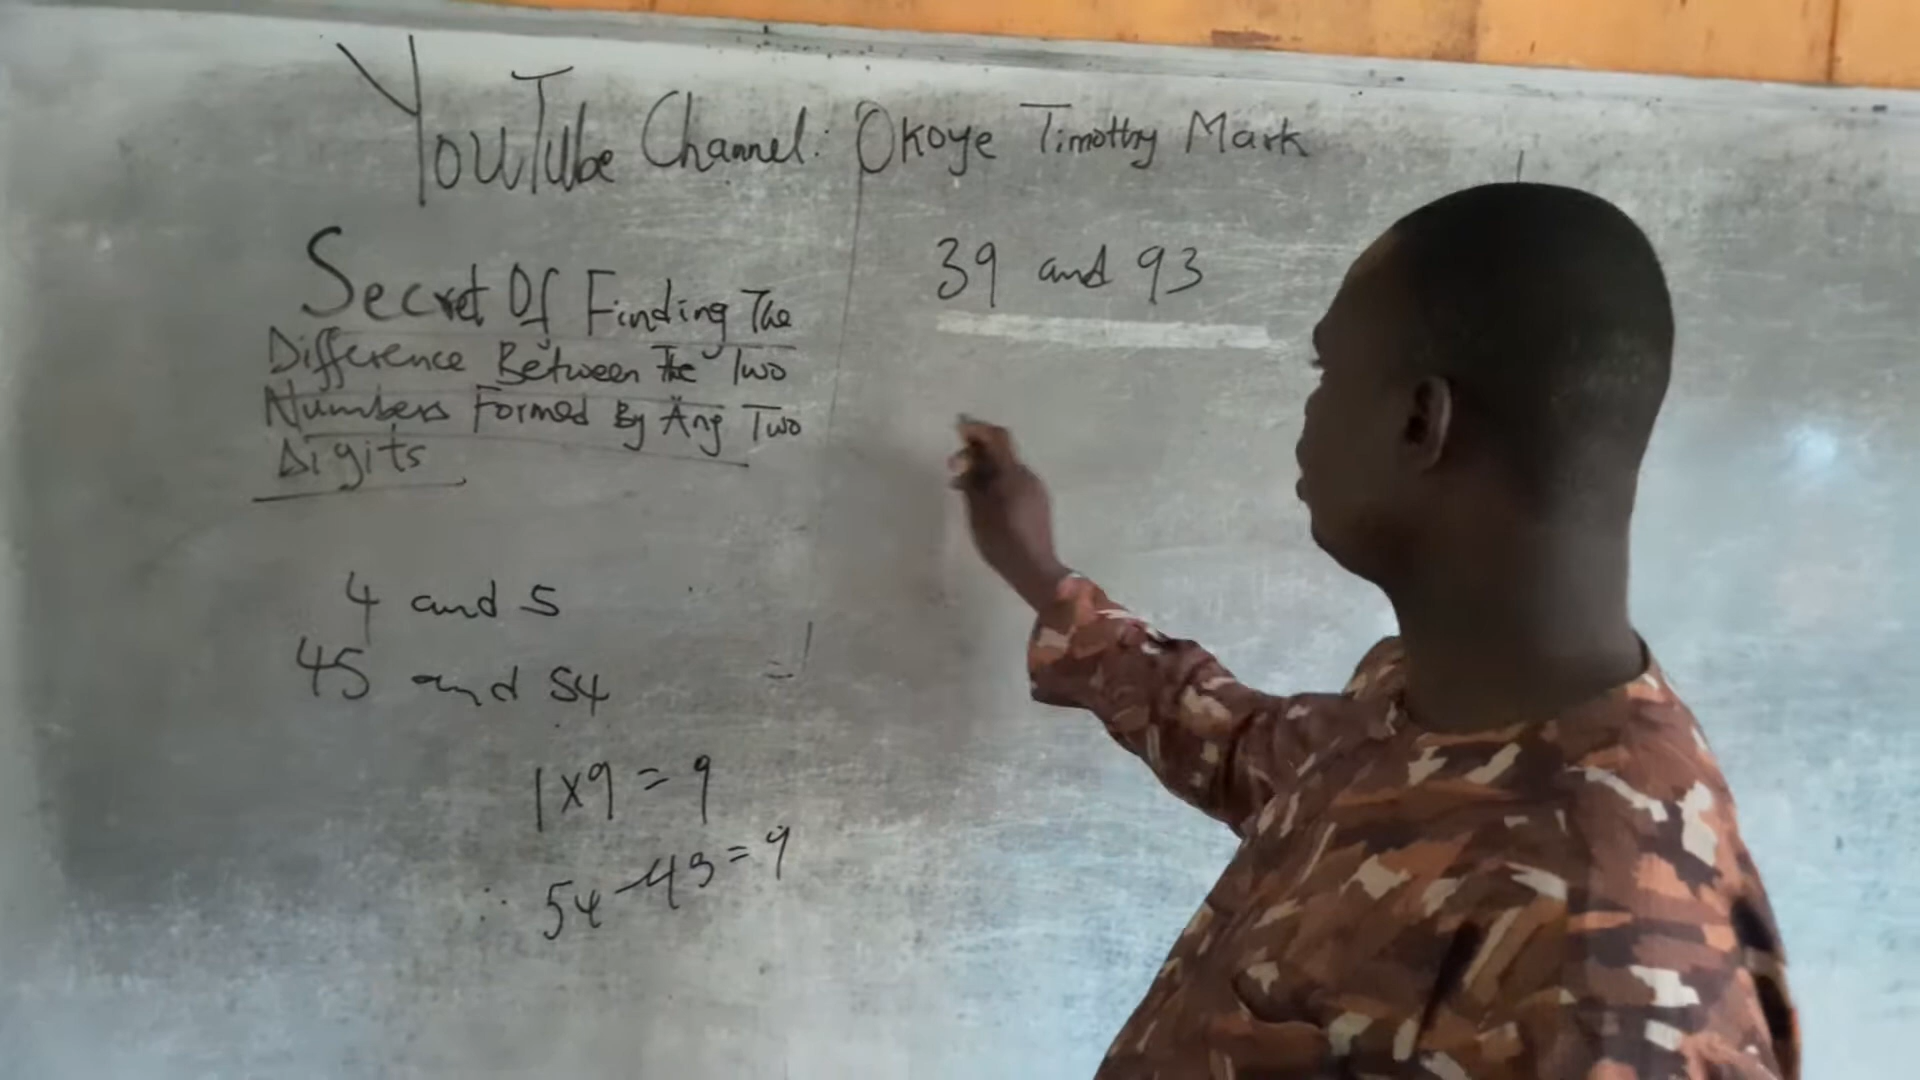 YouTube Channel: Okoye Timothy Mark
Secret Of Finding The
Difference Between The Two
Numbers Formed By Any Two
Digits
4 and 5
45 and 54
1x9 = 9
∴ 54 - 45 = 9
39 and 93